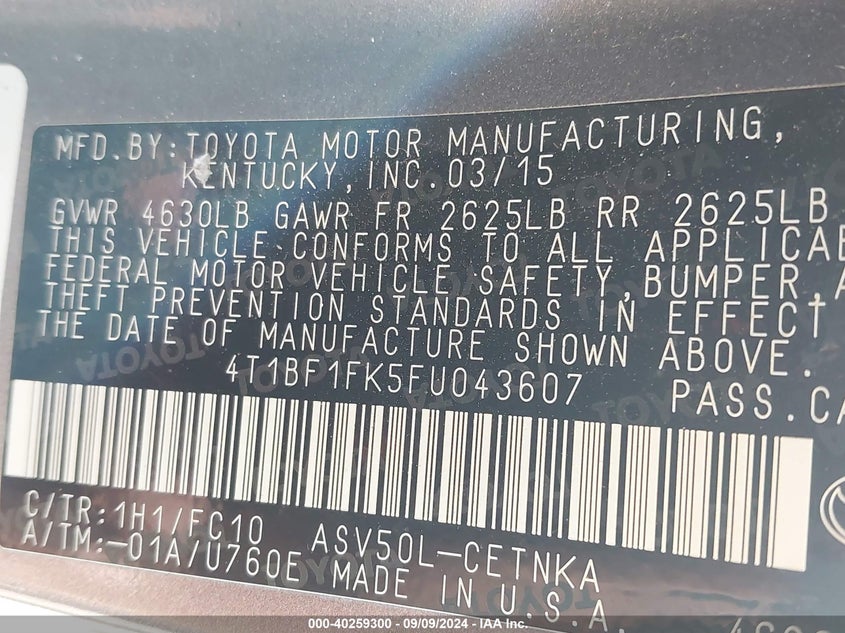 MFD.BY:TOYOTA MOTOR MANUFACTURING,
KENTUCKY, INC. 03/15
GVWR 4630LB GAWR FR 2625LB RR 2625LB
THIS VEHICLE CONFORMS TO ALL APPLICAB
FEDERAL MOTOR VEHICLE SAFETY, BUMPER, A
THEFT PREVENTION STANDARDS IN EFFECT
THE DATE OF MANUFACTURE SHOWN ABOVE.
4T1BF1FK5FU043607 PASS.CA
C/TR:1H1/FC10 ASV50L-CETNKA
A/TM:-01A/U760E MADE IN U.S.A.
000-40259300 - 09/09/2024 - IAA Inc.